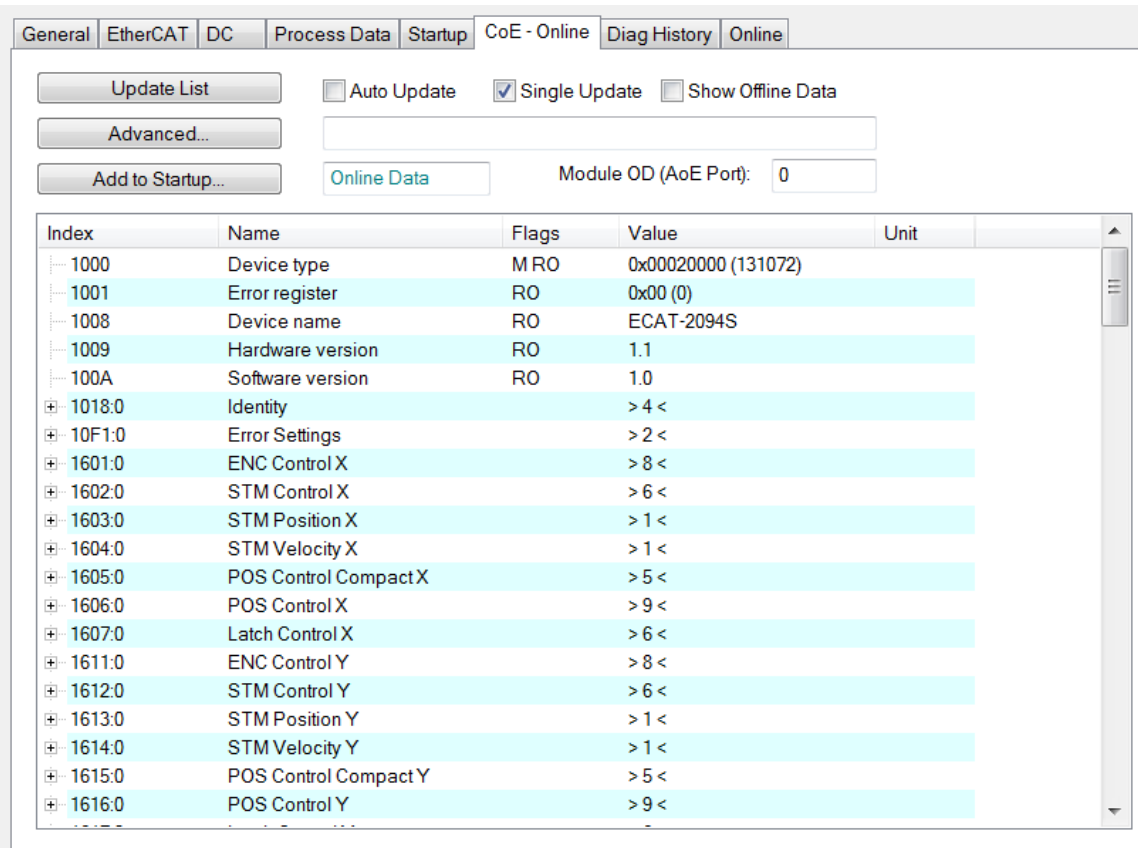 General EtherCAT DC Process Data Startup CoE - Online Diag History Online
Update List Auto Update Single Update Show Offline Data
Advanced...
Add to Startup... Online Data Module OD (AoE Port): 0
Index Name Flags Value Unit
1000 Device type M RO 0x00020000 (131072)
1001 Error register RO 0x00 (0)
1008 Device name RO ECAT-2094S
1009 Hardware version RO 1.1
100A Software version RO 1.0
1018:0 Identity > 4 <
10F1:0 Error Settings > 2 <
1601:0 ENC Control X > 8 <
1602:0 STM Control X > 6 <
1603:0 STM Position X > 1 <
1604:0 STM Velocity X > 1 <
1605:0 POS Control Compact X > 5 <
1606:0 POS Control X > 9 <
1607:0 Latch Control X > 6 <
1611:0 ENC Control Y > 8 <
1612:0 STM Control Y > 6 <
1613:0 STM Position Y > 1 <
1614:0 STM Velocity Y > 1 <
1615:0 POS Control Compact Y > 5 <
1616:0 POS Control Y > 9 <